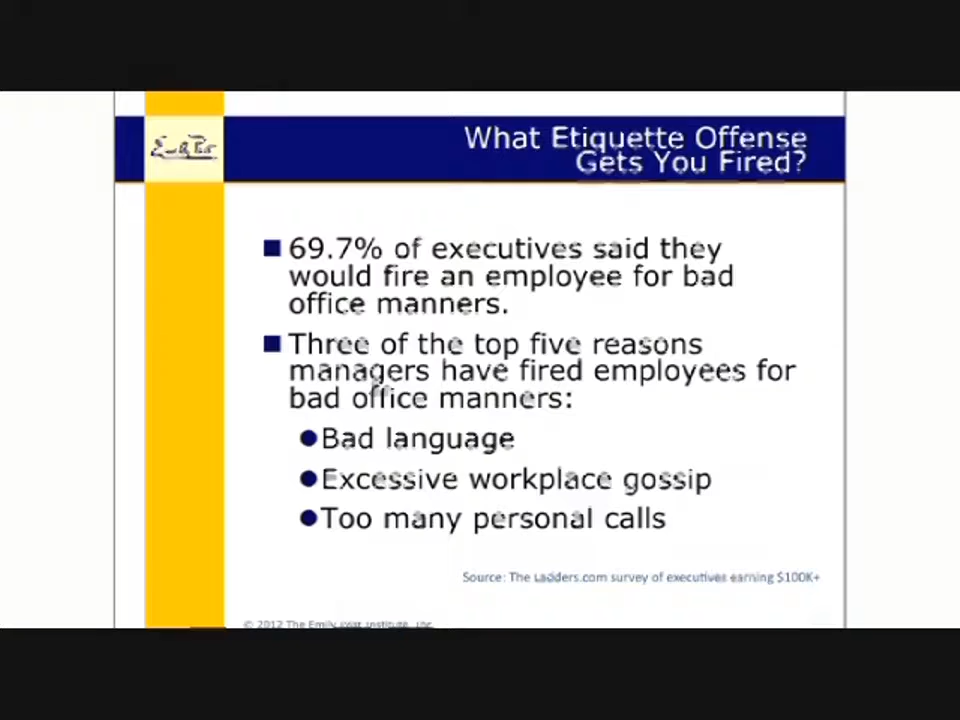 What Etiquette Offense
Gets You Fired?
69.7% of executives said they
would fire an employee for bad
office manners.
Three of the top five reasons
managers have fired employees for
bad office manners:
Bad language
Excessive workplace gossip
Too many personal calls
Source: The Ladders.com survey of executives earning $100K+
© 2012 The Emily Post Institute, Inc.